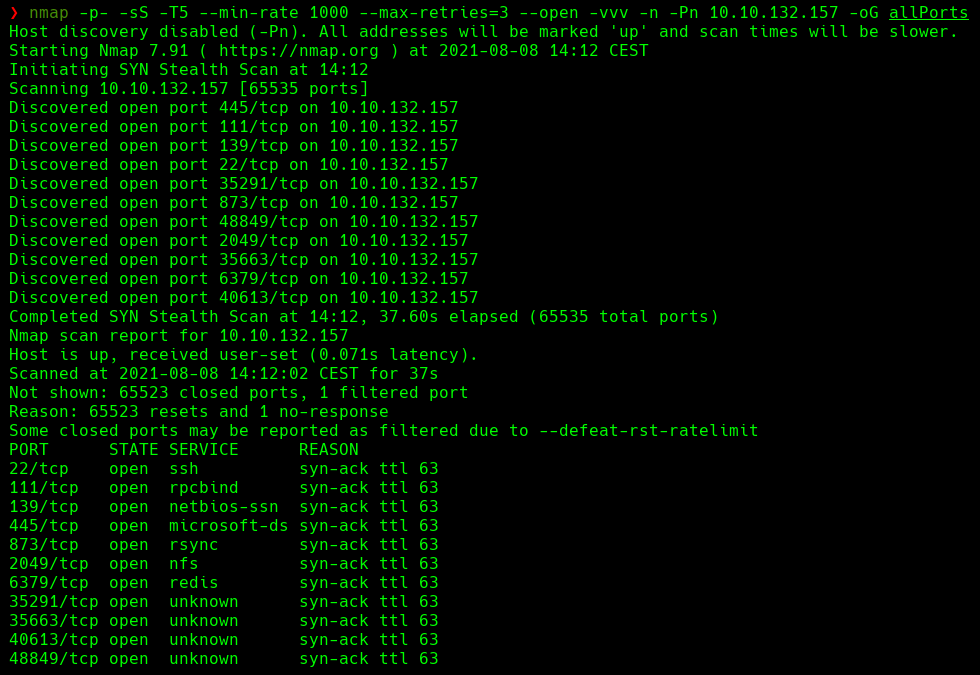 ❯ nmap -p- -sS -T5 --min-rate 1000 --max-retries=3 --open -vvv -n -Pn 10.10.132.157 -oG allPorts
Host discovery disabled (-Pn). All addresses will be marked 'up' and scan times will be slower.
Starting Nmap 7.91 ( https://nmap.org ) at 2021-08-08 14:12 CEST
Initiating SYN Stealth Scan at 14:12
Scanning 10.10.132.157 [65535 ports]
Discovered open port 445/tcp on 10.10.132.157
Discovered open port 111/tcp on 10.10.132.157
Discovered open port 139/tcp on 10.10.132.157
Discovered open port 22/tcp on 10.10.132.157
Discovered open port 35291/tcp on 10.10.132.157
Discovered open port 873/tcp on 10.10.132.157
Discovered open port 48849/tcp on 10.10.132.157
Discovered open port 2049/tcp on 10.10.132.157
Discovered open port 35663/tcp on 10.10.132.157
Discovered open port 6379/tcp on 10.10.132.157
Discovered open port 40613/tcp on 10.10.132.157
Completed SYN Stealth Scan at 14:12, 37.60s elapsed (65535 total ports)
Nmap scan report for 10.10.132.157
Host is up, received user-set (0.071s latency).
Scanned at 2021-08-08 14:12:02 CEST for 37s
Not shown: 65523 closed ports, 1 filtered port
Reason: 65523 resets and 1 no-response
Some closed ports may be reported as filtered due to --defeat-rst-ratelimit
PORT      STATE SERVICE      REASON
22/tcp    open  ssh          syn-ack ttl 63
111/tcp   open  rpcbind      syn-ack ttl 63
139/tcp   open  netbios-ssn  syn-ack ttl 63
445/tcp   open  microsoft-ds syn-ack ttl 63
873/tcp   open  rsync        syn-ack ttl 63
2049/tcp  open  nfs          syn-ack ttl 63
6379/tcp  open  redis        syn-ack ttl 63
35291/tcp open  unknown      syn-ack ttl 63
35663/tcp open  unknown      syn-ack ttl 63
40613/tcp open  unknown      syn-ack ttl 63
48849/tcp open  unknown      syn-ack ttl 63